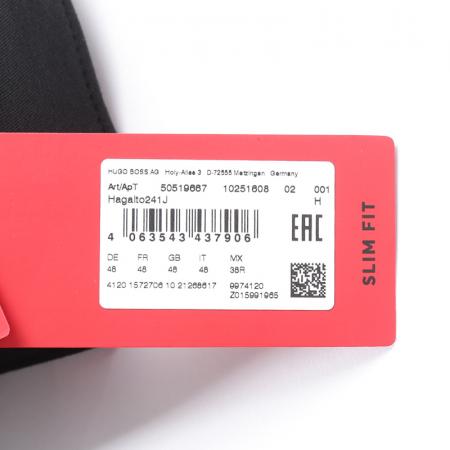 HUGO BOSS AG Holy-Allee 3 D-72555 Metzingen Germany
Art/ApT 50519667 10251608 02 001
Hagalto241J H
EAC
4 063543 437906
DE FR GB IT MX
48 48 48 48 38R
4120 1572706 10 21268617 9974120
Z015991965
SLIM FIT